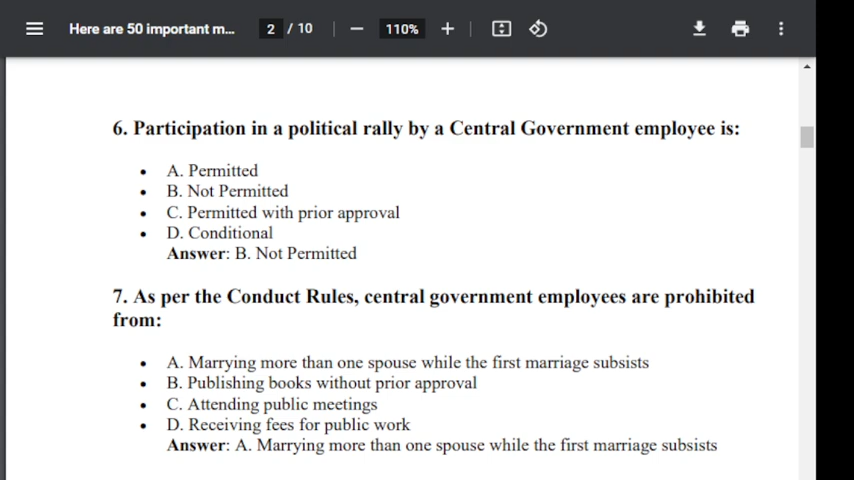 Here are 50 important m... 2 / 10 110%
6. Participation in a political rally by a Central Government employee is:
• A. Permitted
• B. Not Permitted
• C. Permitted with prior approval
• D. Conditional
Answer: B. Not Permitted
7. As per the Conduct Rules, central government employees are prohibited
from:
• A. Marrying more than one spouse while the first marriage subsists
• B. Publishing books without prior approval
• C. Attending public meetings
• D. Receiving fees for public work
Answer: A. Marrying more than one spouse while the first marriage subsists